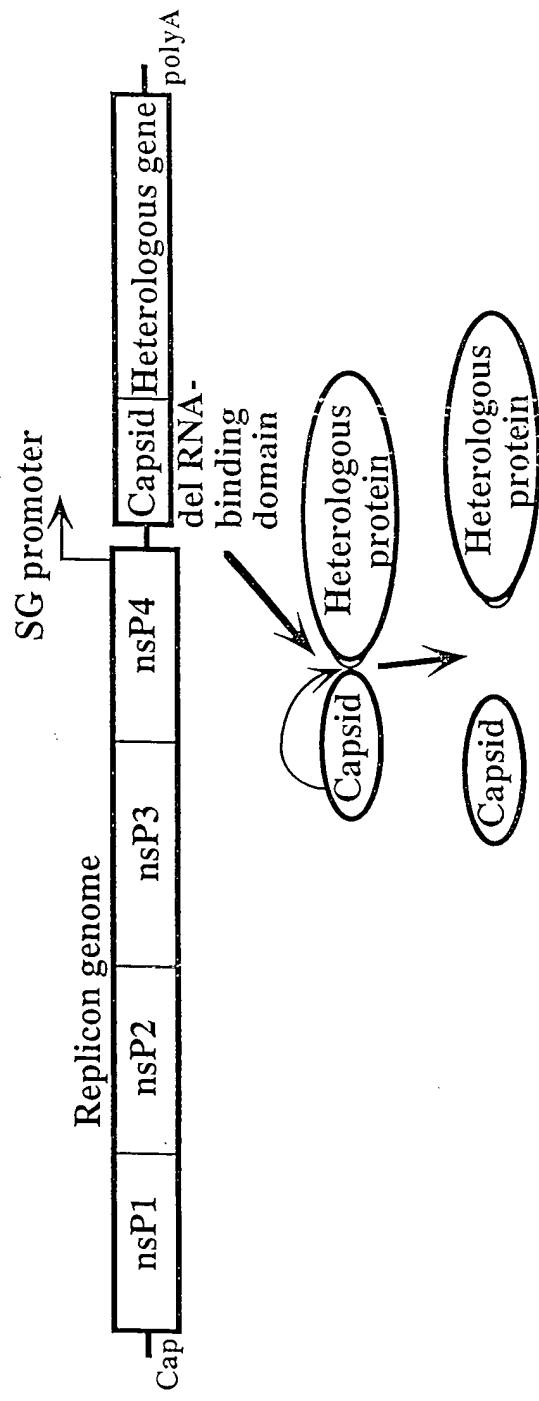 SG promoter
Replicon genome
Cap
nsP1
nsP2
nsP3
nsP4
Capsid
Heterologous gene
polyA
del RNA-
binding
domain
Capsid
Heterologous
protein
Capsid
Heterologous
protein